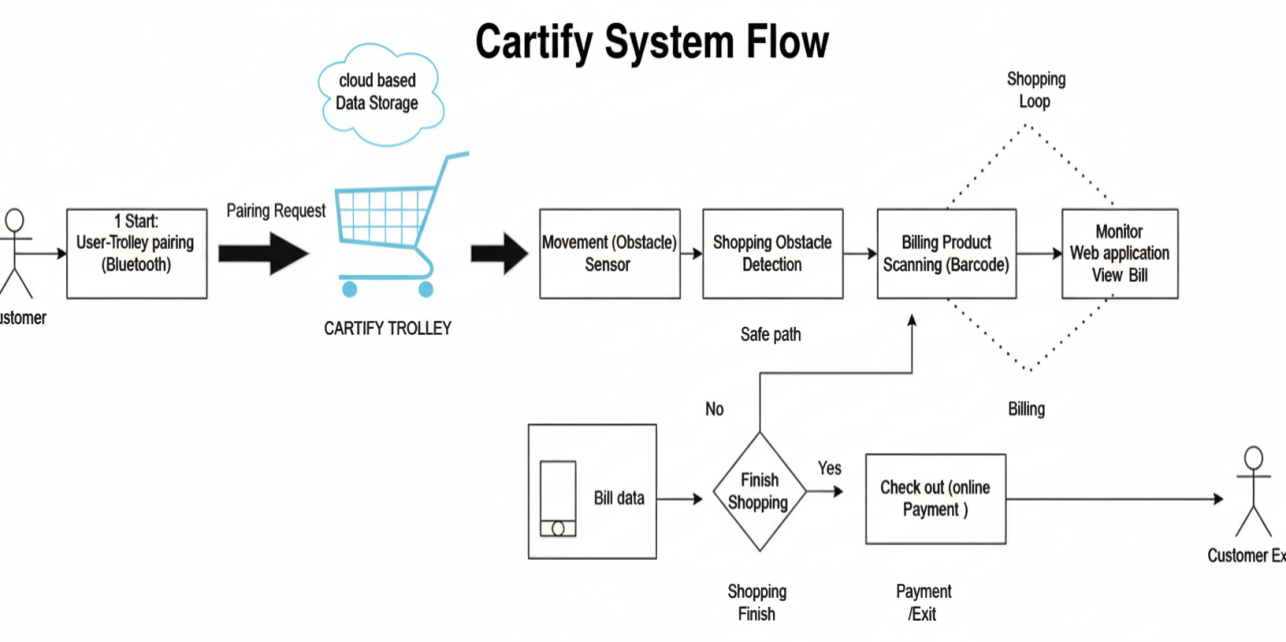 Cartify System Flow
cloud based
Data Storage
Shopping
Loop
1 Start:
User-Trolley pairing
(Bluetooth)
Pairing Request
ustomer
CARTIFY TROLLEY
Movement (Obstacle)
Sensor
Shopping Obstacle
Detection
Billing Product
Scanning (Barcode)
Monitor
Web application
View Bill
Safe path
No
Billing
Bill data
Finish
Shopping
Yes
Check out (online
Payment )
Customer Ex
Shopping
Finish
Payment
/Exit